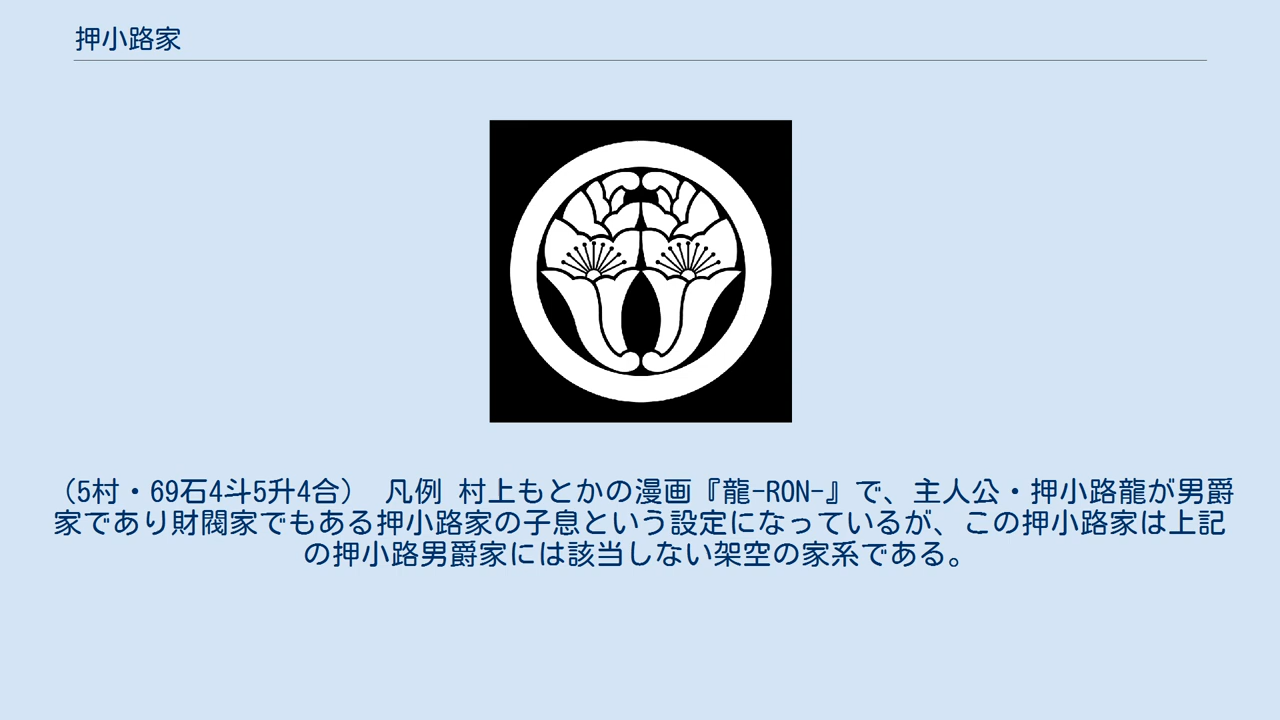 押小路家
（5村・69石4斗5升4合）　凡例 村上もとかの漫画『龍-RON-』で、主人公・押小路龍が男爵
家であり財閥家でもある押小路家の子息という設定になっているが、この押小路家は上記
の押小路男爵家には該当しない架空の家系である。